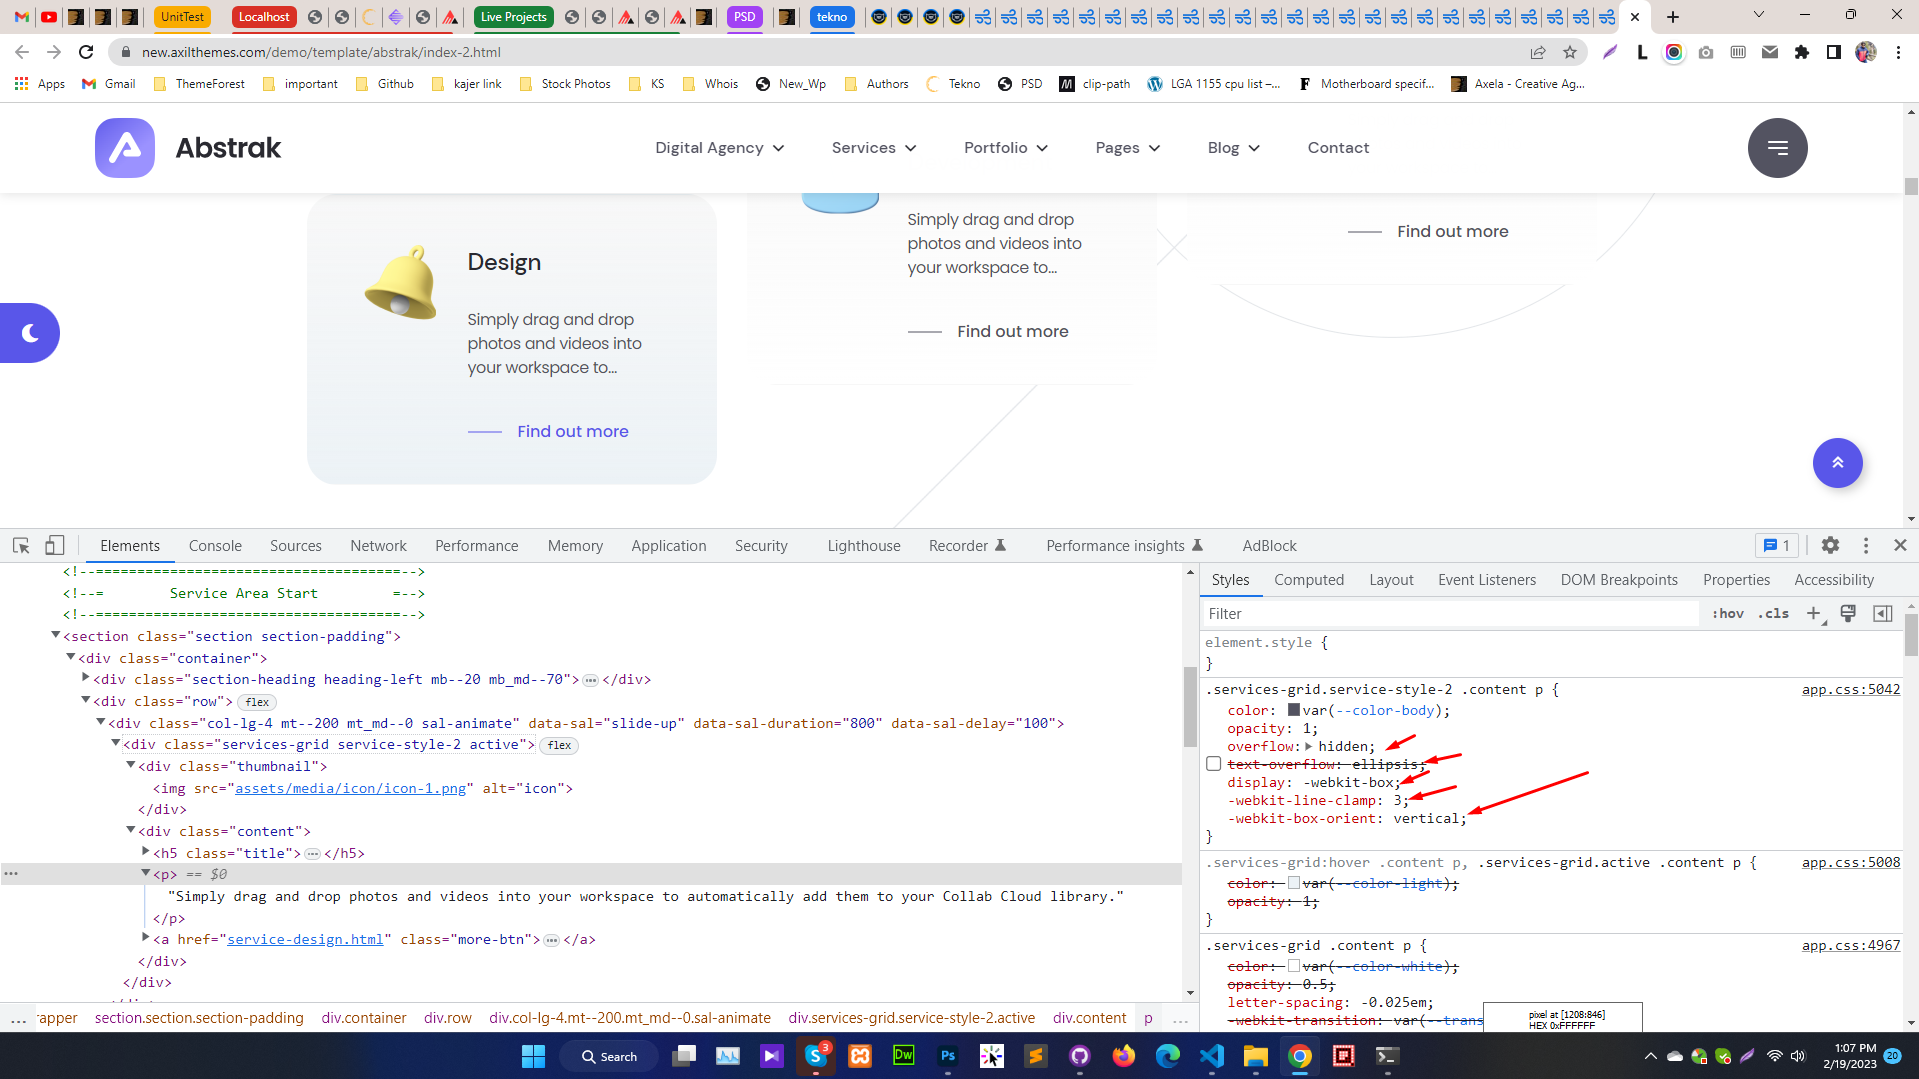 UnitTest
Localhost
Live Projects
PSD
tekno
new.axilthemes.com/demo/template/abstrak/index-2.html
Apps
Gmail
ThemeForest
important
Github
kajer link
Stock Photos
KS
Whois
New_Wp
Authors
Tekno
PSD
clip-path
LGA 1155 cpu list –...
Motherboard specif...
Axela - Creative Ag...
Abstrak
Digital Agency
Services
Portfolio
Pages
Blog
Contact
Design
Simply drag and drop
photos and videos into
your workspace to...
Find out more
Simply drag and drop
photos and videos into
your workspace to...
Find out more
Find out more
Elements
Console
Sources
Network
Performance
Memory
Application
Security
Lighthouse
Recorder
Performance insights
AdBlock
1
<!--=====================================-->
<!--=        Service Area Start         =-->
<!--=====================================-->
<section class="section section-padding">
<div class="container">
<div class="section-heading heading-left mb--20 mb_md--70">…</div>
<div class="row"> flex
<div class="col-lg-4 mt--200 mt_md--0 sal-animate" data-sal="slide-up" data-sal-duration="800" data-sal-delay="100">
<div class="services-grid service-style-2 active"> flex
<div class="thumbnail">
<img src="assets/media/icon/icon-1.png" alt="icon">
</div>
<div class="content">
<h5 class="title">…</h5>
<p> == $0
"Simply drag and drop photos and videos into your workspace to automatically add them to your Collab Cloud library."
</p>
<a href="service-design.html" class="more-btn">…</a>
</div>
</div>
... rapper section.section.section-padding div.container div.row div.col-lg-4.mt--200.mt_md--0.sal-animate div.services-grid.service-style-2.active div.content p ...
Styles
Computed
Layout
Event Listeners
DOM Breakpoints
Properties
Accessibility
Filter
:hov .cls
element.style {
}
.services-grid.service-style-2 .content p { app.css:5042
color: var(--color-body);
opacity: 1;
overflow: hidden;
text-overflow: ellipsis;
display: -webkit-box;
-webkit-line-clamp: 3;
-webkit-box-orient: vertical;
}
.services-grid:hover .content p, .services-grid.active .content p { app.css:5008
color: var(--color-light);
opacity: 1;
}
.services-grid .content p { app.css:4967
color: var(--color-white);
opacity: 0.5;
letter-spacing: -0.025em;
-webkit-transition: var(--trans
pixel at [1208:846]
HEX 0xFFFFFF
Search
3
Dw
Ps
1:07 PM
2/19/2023
20